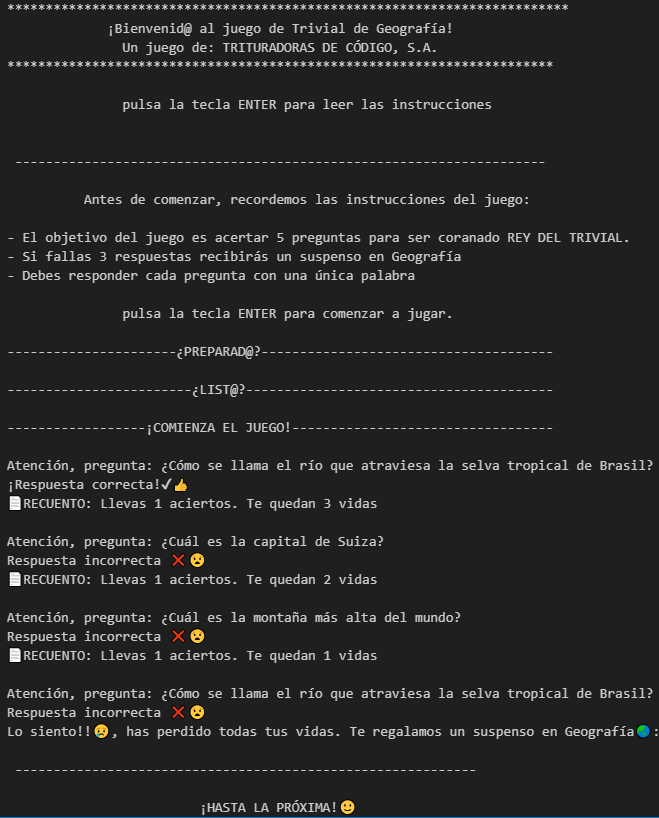 *************************************************************************
¡Bienvenid@ al juego de Trivial de Geografía!
Un juego de: TRITURADORAS DE CÓDIGO, S.A.
***********************************************************************
pulsa la tecla ENTER para leer las instrucciones
---------------------------------------------------------------------
Antes de comenzar, recordemos las instrucciones del juego:
- El objetivo del juego es acertar 5 preguntas para ser coranado REY DEL TRIVIAL.
- Si fallas 3 respuestas recibirás un suspenso en Geografía
- Debes responder cada pregunta con una única palabra
pulsa la tecla ENTER para comenzar a jugar.
----------------------¿PREPARAD@?--------------------------------------
------------------------¿LIST@?----------------------------------------
------------------¡COMIENZA EL JUEGO!----------------------------------
Atención, pregunta: ¿Cómo se llama el río que atraviesa la selva tropical de Brasil?
¡Respuesta correcta!✔👍
📄RECUENTO: Llevas 1 aciertos. Te quedan 3 vidas
Atención, pregunta: ¿Cuál es la capital de Suiza?
Respuesta incorrecta ❌😦
📄RECUENTO: Llevas 1 aciertos. Te quedan 2 vidas
Atención, pregunta: ¿Cuál es la montaña más alta del mundo?
Respuesta incorrecta ❌😦
📄RECUENTO: Llevas 1 aciertos. Te quedan 1 vidas
Atención, pregunta: ¿Cómo se llama el río que atraviesa la selva tropical de Brasil?
Respuesta incorrecta ❌😦
Lo siento!!😥, has perdido todas tus vidas. Te regalamos un suspenso en Geografía🌏:
------------------------------------------------------------
¡HASTA LA PRÓXIMA!🙂